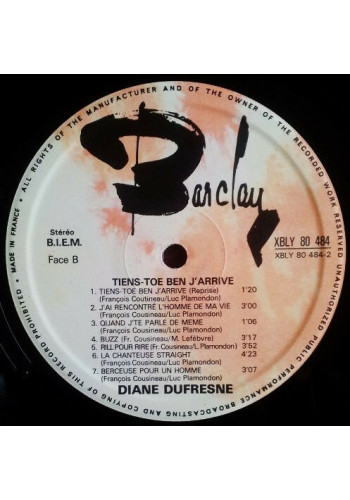 • ALL RIGHTS OF THE MANUFACTURER AND OF THE OWNER OF THE RECORDED WORK RESERVED. UNAUTHORIZED PUBLIC PERFORMANCE BROADCASTING AND COPYING OF THIS RECORD PROHIBITED • MADE IN FRANCE
Barclay
Stéréo
B.I.E.M.
Face B
XBLY 80 484
XBLY 80 484-2
TIENS-TOE BEN J'ARRIVE
1. TIENS-TOE BEN J'ARRIVE (Reprise) 1'20
(François Coutineau/Luc Plamondon)
2. J'AI RENCONTRÉ L'HOMME DE MA VIE 3'00
(François Cousineau/Luc Plamondon)
3. QUAND J'TE PARLE DE MEME 1'06
(François Cousineau/Luc Plamondon)
4. BUZZ (Fr. Cousineau/M. Lefébvre) 3'17
5. RILL POUR RIRE (Fr. Cousineau/L. Plamondon) 3'52
6. LA CHANTEUSE STRAIGHT 4'23
(François Cousineau/Luc Plamondon)
7. BERCEUSE POUR UN HOMME 3'07
(François Cousineau/Luc Plamondon)
DIANE DUFRESNE